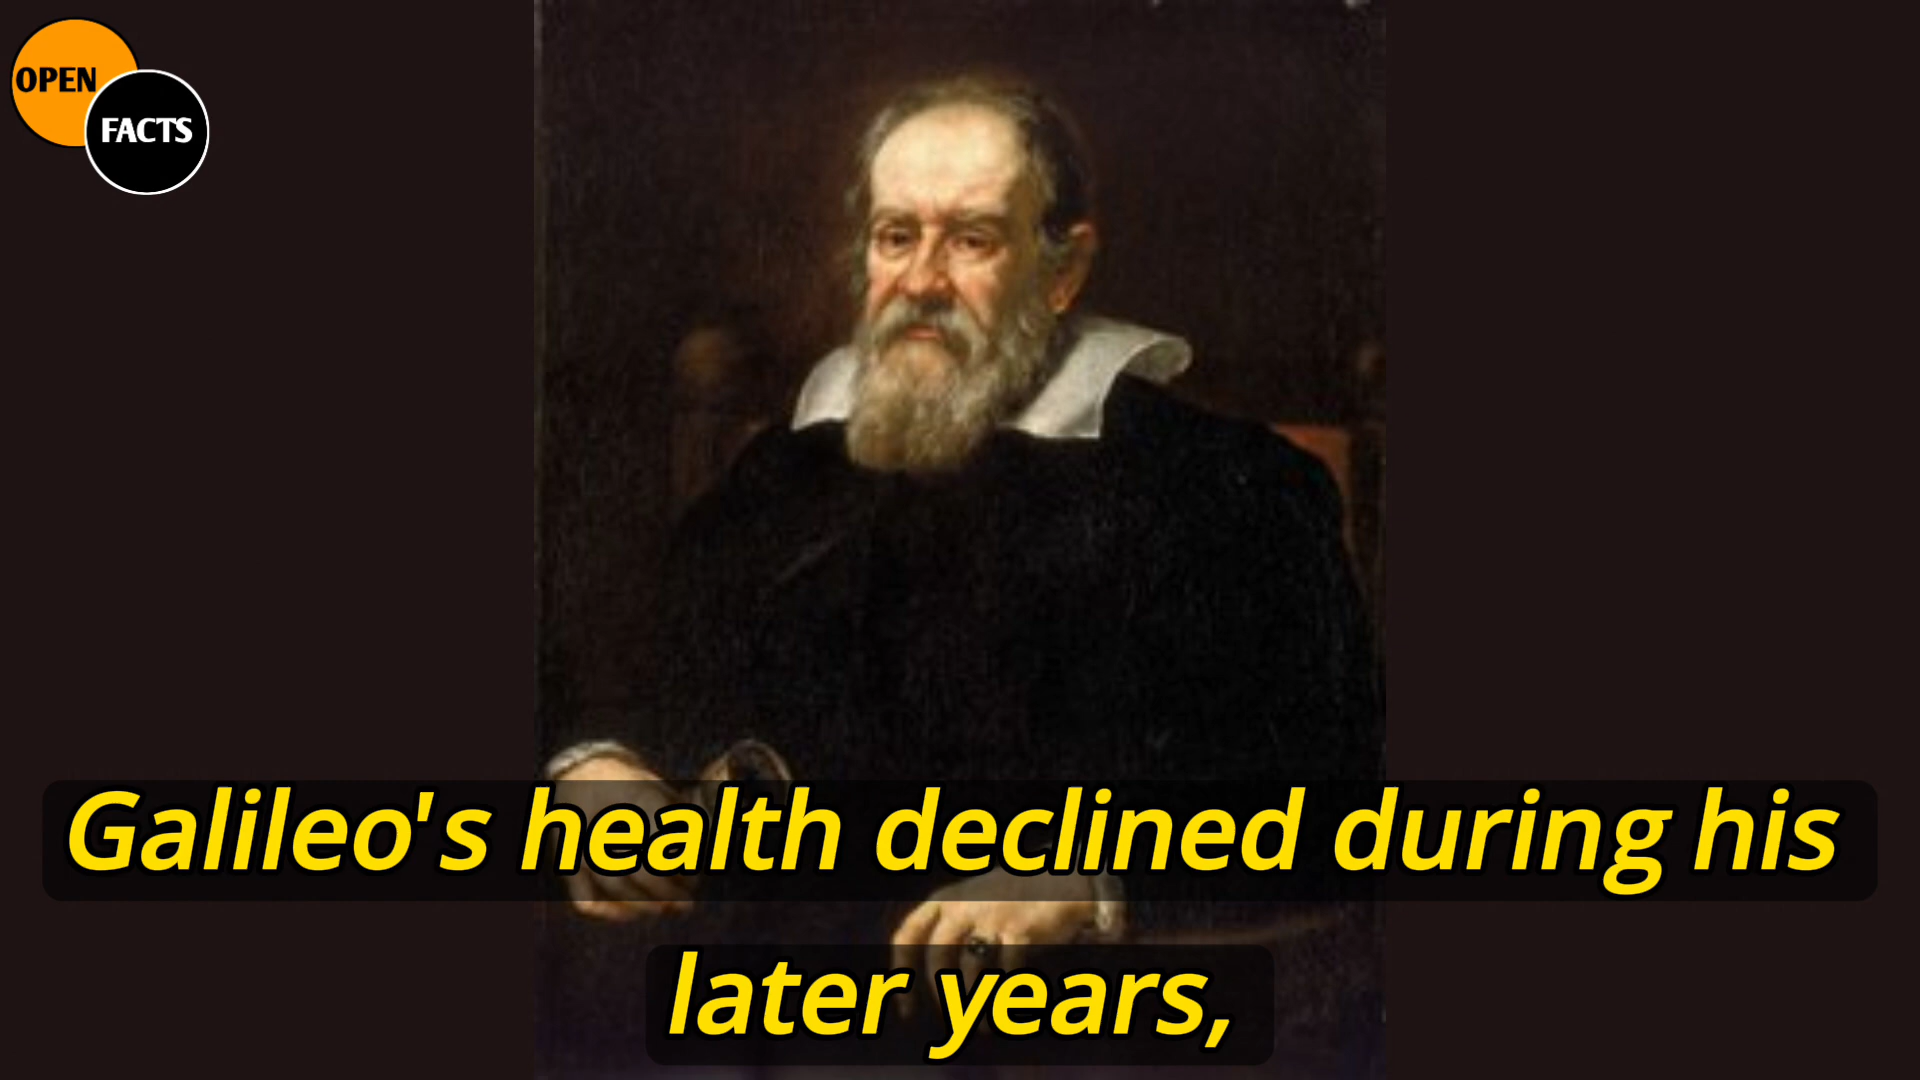 OPEN
FACTS
Galileo's health declined during his
later years,